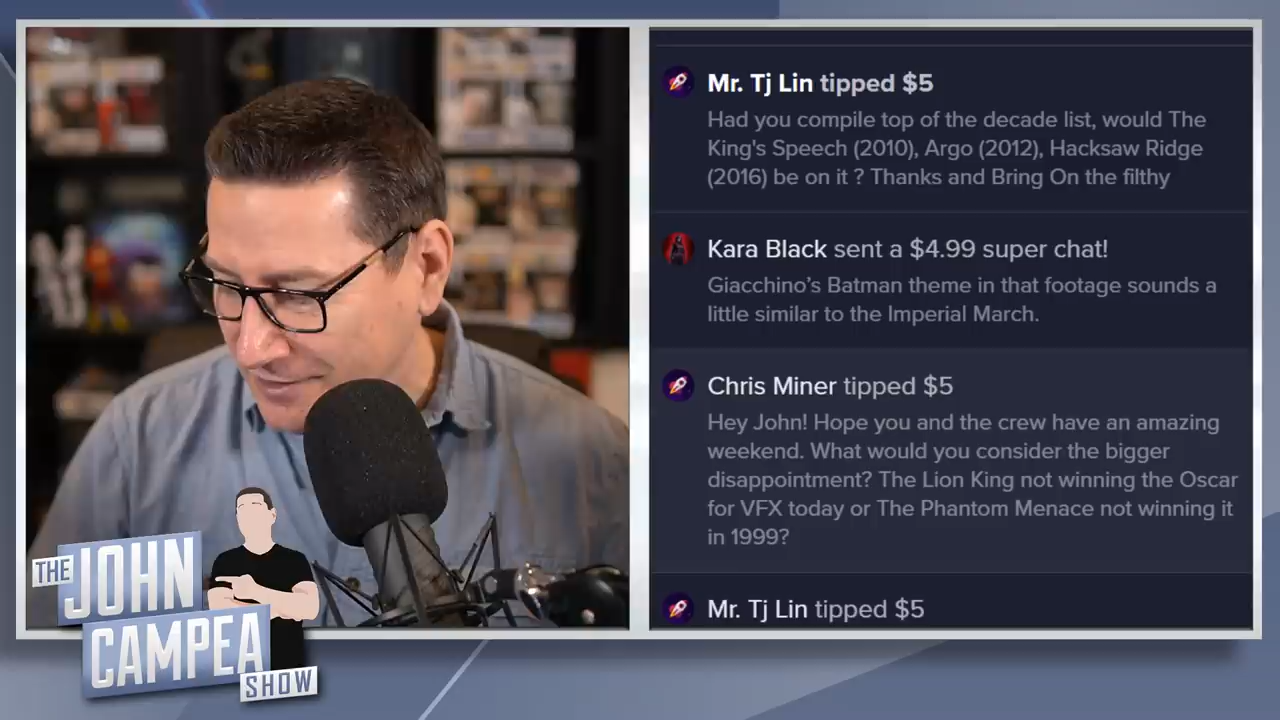 Mr. Tj Lin tipped $5
Had you compile top of the decade list, would The
King's Speech (2010), Argo (2012), Hacksaw Ridge
(2016) be on it ? Thanks and Bring On the filthy
Kara Black sent a $4.99 super chat!
Giacchino’s Batman theme in that footage sounds a
little similar to the Imperial March.
Chris Miner tipped $5
Hey John! Hope you and the crew have an amazing
weekend. What would you consider the bigger
disappointment? The Lion King not winning the Oscar
for VFX today or The Phantom Menace not winning it
in 1999?
Mr. Tj Lin tipped $5
THE
JOHN
CAMPEA
SHOW